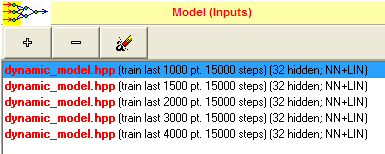 Model (Inputs)
dynamic_model.hpp (train last 1000 pt. 15000 steps) (32 hidden; NN+LIN)
dynamic_model.hpp (train last 1500 pt. 15000 steps) (32 hidden; NN+LIN)
dynamic_model.hpp (train last 2000 pt. 15000 steps) (32 hidden; NN+LIN)
dynamic_model.hpp (train last 3000 pt. 15000 steps) (32 hidden; NN+LIN)
dynamic_model.hpp (train last 4000 pt. 15000 steps) (32 hidden; NN+LIN)